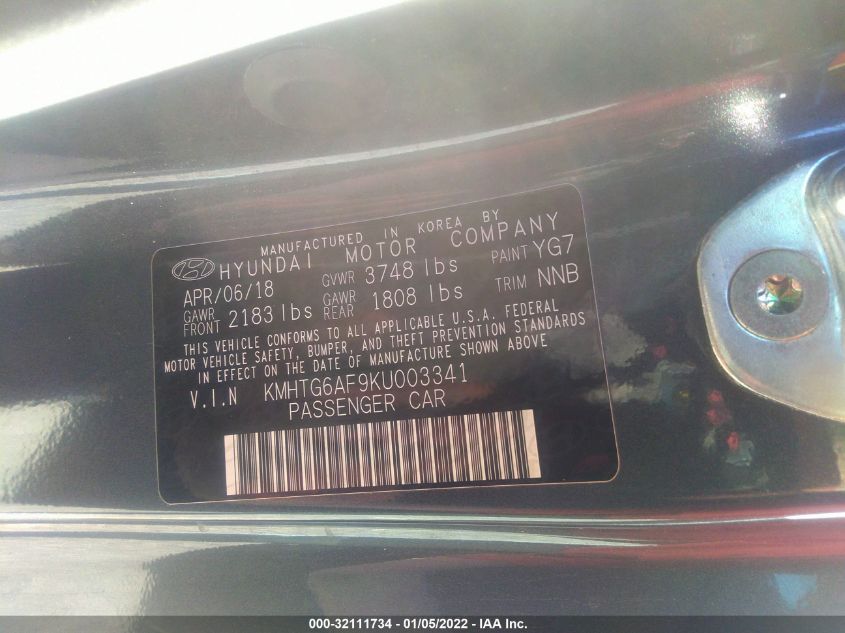 MANUFACTURED IN KOREA BY
HYUNDAI MOTOR COMPANY
APR/06/18 GVWR 3748 lbs PAINT YG7
GAWR FRONT 2183 lbs GAWR REAR 1808 lbs TRIM NNB
THIS VEHICLE CONFORMS TO ALL APPLICABLE U.S.A. FEDERAL
MOTOR VEHICLE SAFETY, BUMPER, AND THEFT PREVENTION STANDARDS
IN EFFECT ON THE DATE OF MANUFACTURE SHOWN ABOVE
V.I.N KMHTG6AF9KU003341
PASSENGER CAR
000-32111734 - 01/05/2022 - IAA Inc.